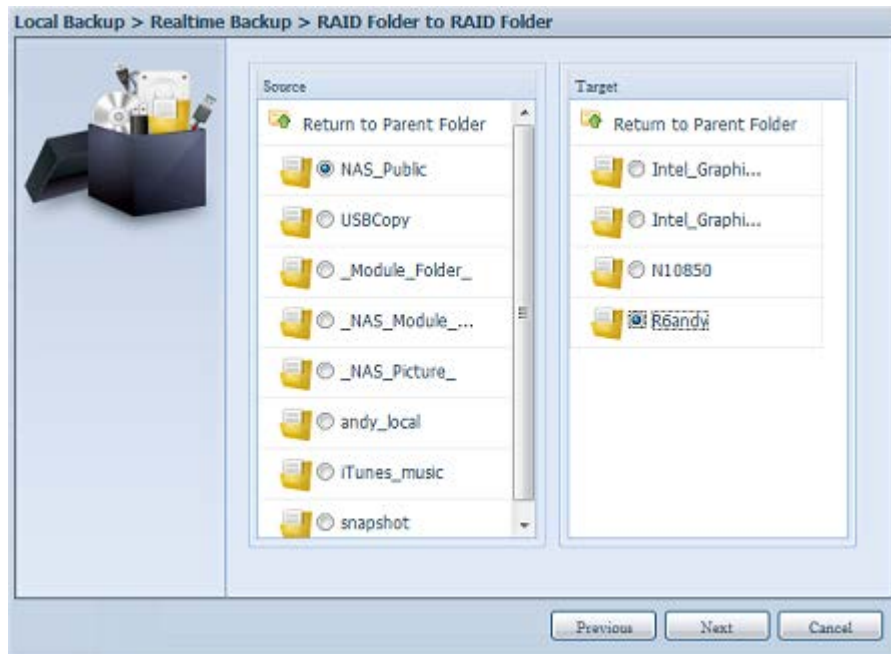 Local Backup > Realtime Backup > RAID Folder to RAID Folder
Source
Return to Parent Folder
NAS_Public
USBCopy
_Module_Folder_
_NAS_Module_...
_NAS_Picture_
andy_local
iTunes_music
snapshot
Target
Return to Parent Folder
Intel_Graphi...
Intel_Graphi...
N10850
R6andy
Previous
Next
Cancel